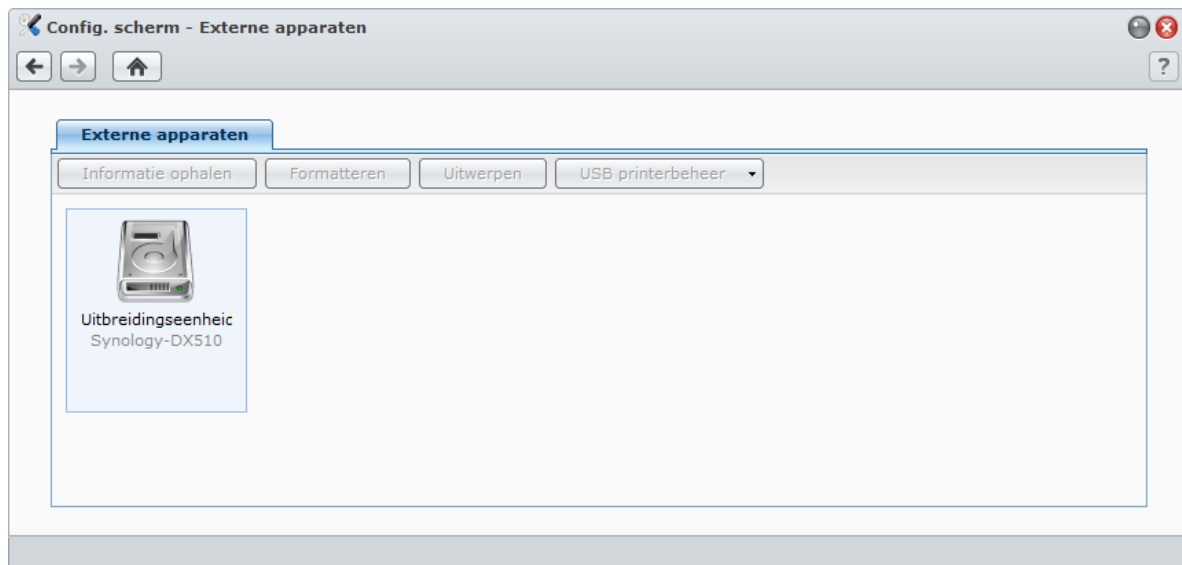 Config. scherm - Externe apparaten
?
Externe apparaten
Informatie ophalen Formatteren Uitwerpen USB printerbeheer
Uitbreidingseenheic
Synology-DX510